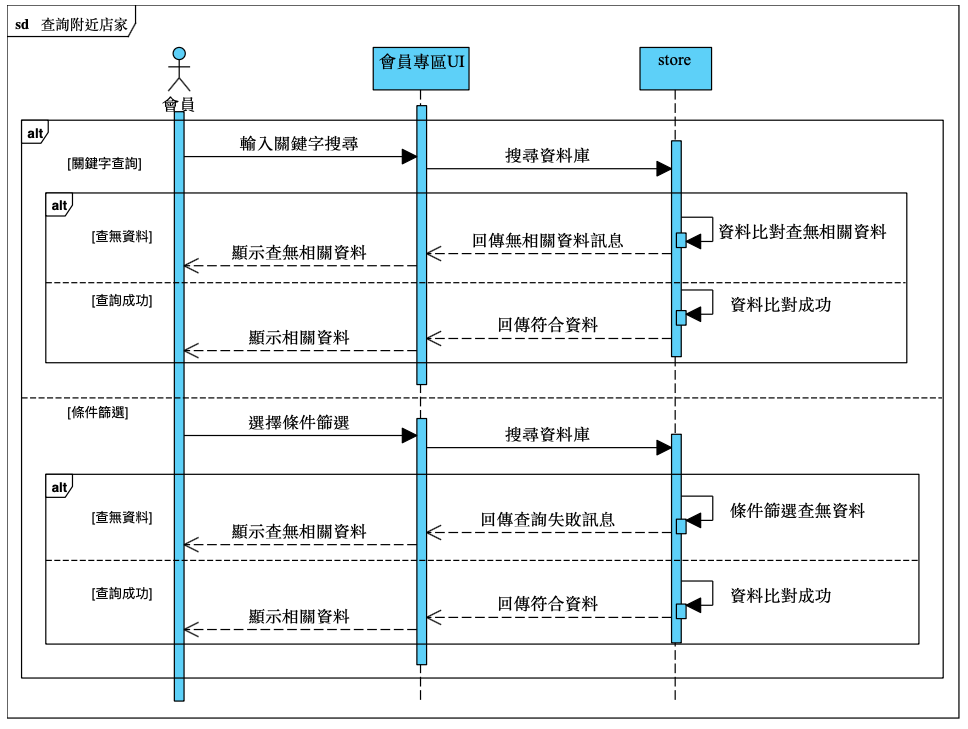 sd 查詢附近店家
會員專區UI
store
會員
alt
輸入關鍵字搜尋
[關鍵字查詢]
搜尋資料庫
alt
[查無資料]
資料比對查無相關資料
回傳無相關資料訊息
顯示查無相關資料
[查詢成功]
資料比對成功
回傳符合資料
顯示相關資料
[條件篩選]
選擇條件篩選
搜尋資料庫
alt
[查無資料]
條件篩選查無資料
回傳查詢失敗訊息
顯示查無相關資料
[查詢成功]
資料比對成功
回傳符合資料
顯示相關資料